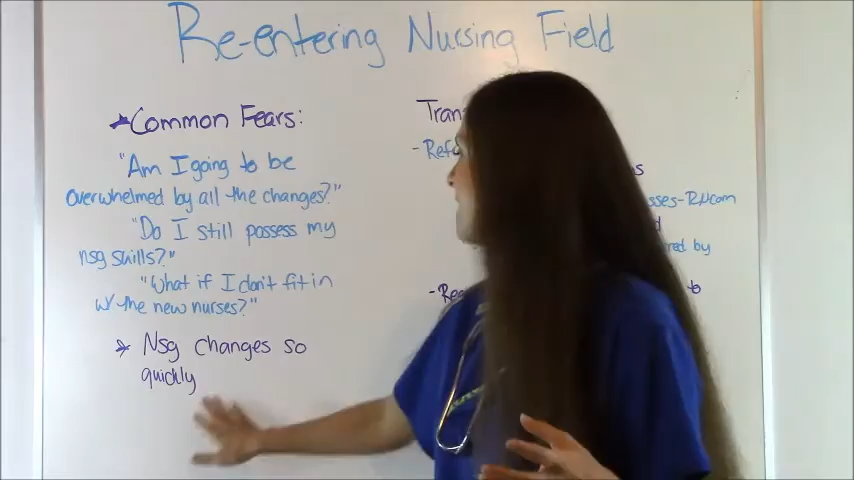 Re-entering Nursing Field
Common Fears:
"Am I going to be
overwhelmed by all the changes?"
"Do I still possess my
nsg skills?"
"What if I don't fit in
w/ the new nurses?"
Nsg changes so
quickly
Tran
- Ref
sses-RN.com
red by
- Re
to